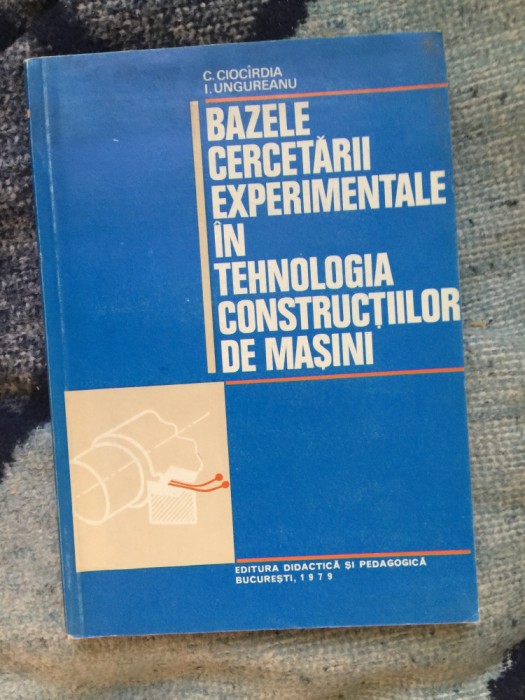 C. CIOCÎRDIA
I. UNGUREANU
BAZELE
CERCETĂRII
EXPERIMENTALE
ÎN
TEHNOLOGIA
CONSTRUCȚIILOR
DE MAȘINI
EDITURA DIDACTICĂ ȘI PEDAGOGICĂ
BUCUREȘTI, 1979